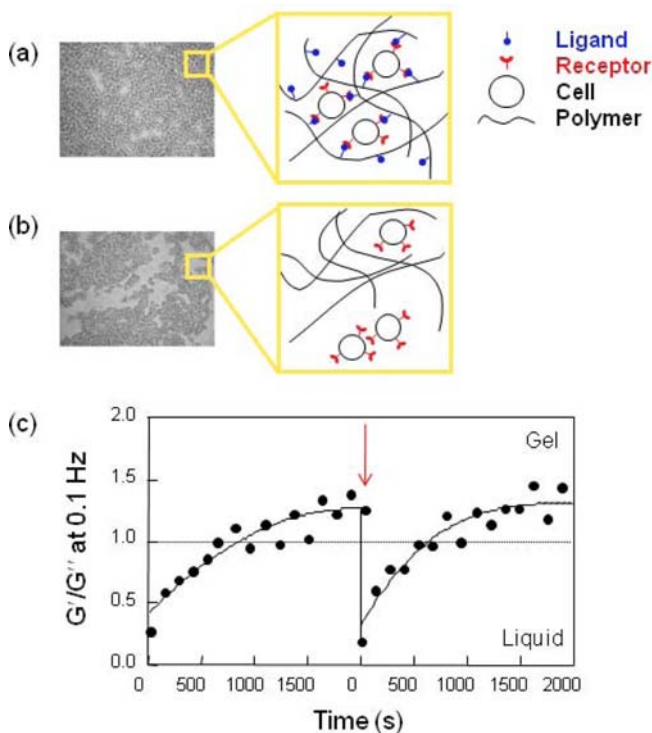 (a)
Ligand
Receptor
Cell
Polymer
(b)
(c)
2.0
1.5
1.0
0.5
0.0
G′/G″ at 0.1 Hz
Gel
Liquid
0 500 1000 1500 0 500 1000 1500 2000
Time (s)